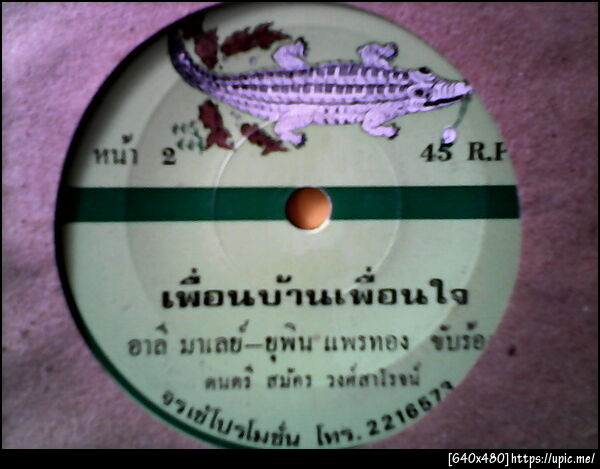 หน้า 2
45 R.P
เพื่อนบ้านเพื่อนใจ
อาลี มาเลย์–ยุพิน แพรทอง ขับร้อ
ดนตรี สมัคร วงศ์สาโรจน์
จรเข้โปรโมชั่น โทร. 2216573
[640x480]https://upic.me/